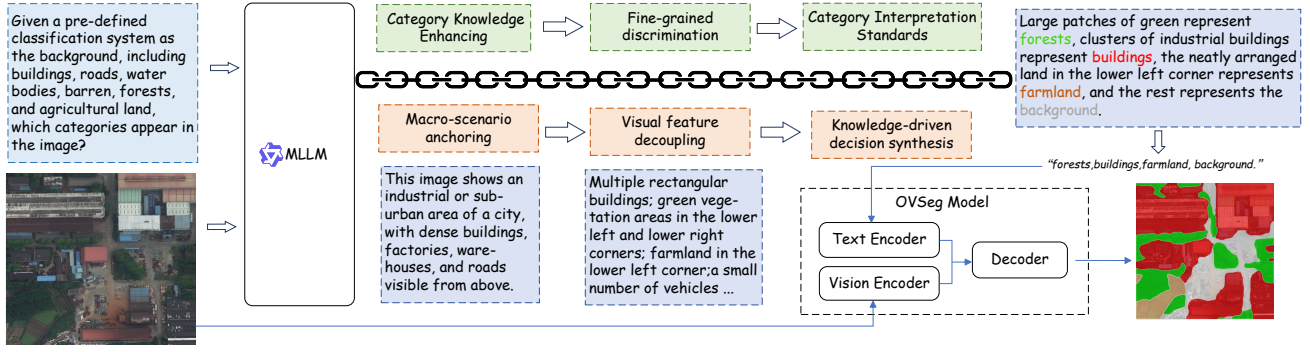 Given a pre-defined
classification system as
the background, including
buildings, roads, water
bodies, barren, forests,
and agricultural land,
which categories appear in
the image?
MLLM
Category Knowledge
Enhancing
Fine-grained
discrimination
Category Interpretation
Standards
Macro-scenario
anchoring
Visual feature
decoupling
Knowledge-driven
decision synthesis
This image shows an
industrial or sub-
urban area of a city,
with dense buildings,
factories, ware-
houses, and roads
visible from above.
Multiple rectangular
buildings; green vege-
tation areas in the lower
left and lower right
corners; farmland in the
lower left corner;a small
number of vehicles ...
Large patches of green represent
forests, clusters of industrial buildings
represent buildings, the neatly arranged
land in the lower left corner represents
farmland, and the rest represents the
background.
“forests,buildings,farmland, background.”
OVSeg Model
Text Encoder
Vision Encoder
Decoder